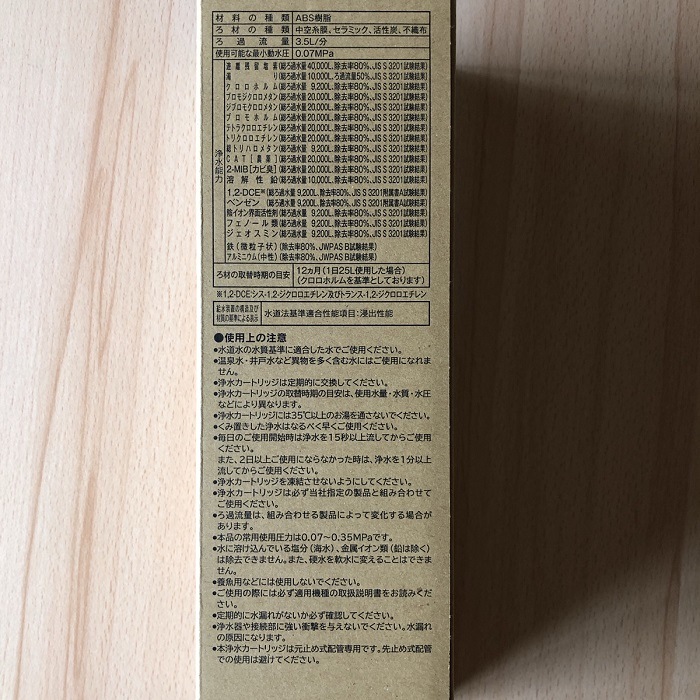 材料の種類 ABS樹脂
ろ材の種類 中空糸膜、セラミック、活性炭、不織布
ろ過流量 3.5L/分
使用可能な最小動水圧 0.07MPa
浄水能力
遊離残留塩素(総ろ過水量 40,000L、除去率80%、JIS S 3201試験結果)
濁り(総ろ過水量 10,000L、ろ過流量50%、JIS S 3201試験結果)
クロロホルム(総ろ過水量 9,200L、除去率80%、JIS S 3201試験結果)
ブロモジクロロメタン(総ろ過水量 20,000L、除去率80%、JIS S 3201試験結果)
ジブロモクロロメタン(総ろ過水量 20,000L、除去率80%、JIS S 3201試験結果)
ブロモホルム(総ろ過水量 20,000L、除去率80%、JIS S 3201試験結果)
テトラクロロエチレン(総ろ過水量 20,000L、除去率80%、JIS S 3201試験結果)
トリクロロエチレン(総ろ過水量 20,000L、除去率80%、JIS S 3201試験結果)
総トリハロメタン(総ろ過水量 9,200L、除去率80%、JIS S 3201試験結果)
CAT[農薬](総ろ過水量 20,000L、除去率80%、JIS S 3201試験結果)
2-MIB[カビ臭](総ろ過水量 20,000L、除去率80%、JIS S 3201試験結果)
溶解性鉛(総ろ過水量 10,000L、除去率80%、JIS S 3201試験結果)
1,2-DCE※(総ろ過水量 9,200L、除去率80%、JIS S 3201附属書A試験結果)
ベンゼン(総ろ過水量 9,200L、除去率80%、JIS S 3201試験結果)
陰イオン界面活性剤(総ろ過水量 9,200L、除去率80%、JIS S 3201試験結果)
フェノール類(総ろ過水量 9,200L、除去率80%、JIS S 3201試験結果)
ジェオスミン(総ろ過水量 9,200L、除去率80%、JIS S 3201試験結果)
鉄(微粒子状)(除去率80%、JWPAS B試験結果)
アルミニウム(中性)(除去率80%、JWPAS B試験結果)
ろ材の取替時期の目安 12ヵ月(1日25L使用した場合)
(クロロホルムを基準としております)
※1,2-DCE:シス-1,2-ジクロロエチレン及びトランス-1,2-ジクロロエチレン
給水装置の構造及び
材質の基準による表示 水道法基準適合性能項目:浸出性能
●使用上の注意
●水道水の水質基準に適合した水でご使用ください。
●温泉水・井戸水など異物を多く含む水にはご使用になれま
せん。
●浄水カートリッジは定期的に交換してください。
●浄水カートリッジの取替時期の目安は、使用水量・水質・水圧
などにより異なります。
●浄水カートリッジには35℃以上のお湯を通さないでください。
●くみ置きした浄水はなるべく早くご使用ください。
●毎日のご使用開始時は浄水を15秒以上流してからご使用
ください。
また、2日以上ご使用にならなかった時は、浄水を1分以上
流してからご使用ください。
●浄水カートリッジを凍結させないようにしてください。
●浄水カートリッジは必ず当社指定の製品と組み合わせて
ご使用ください。
●ろ過流量は、組み合わせる製品によって変化する場合が
あります。
●本品の常用使用圧力は0.07～0.35MPaです。
●水に溶け込んでいる塩分(海水)、金属イオン類(鉛は除く)
は除去できません。また、硬水を軟水に変えることはできま
せん。
●養魚用などには使用しないでください。
●ご使用の際には必ず適用機種の取扱説明書をお読みくだ
さい。
●定期的に水漏れがないか必ず確認してください。
●浄水器や接続部に強い衝撃を与えないでください。水漏れ
の原因になります。
●本浄水カートリッジは元止め式配管専用です。先止め式配管
での使用は避けてください。